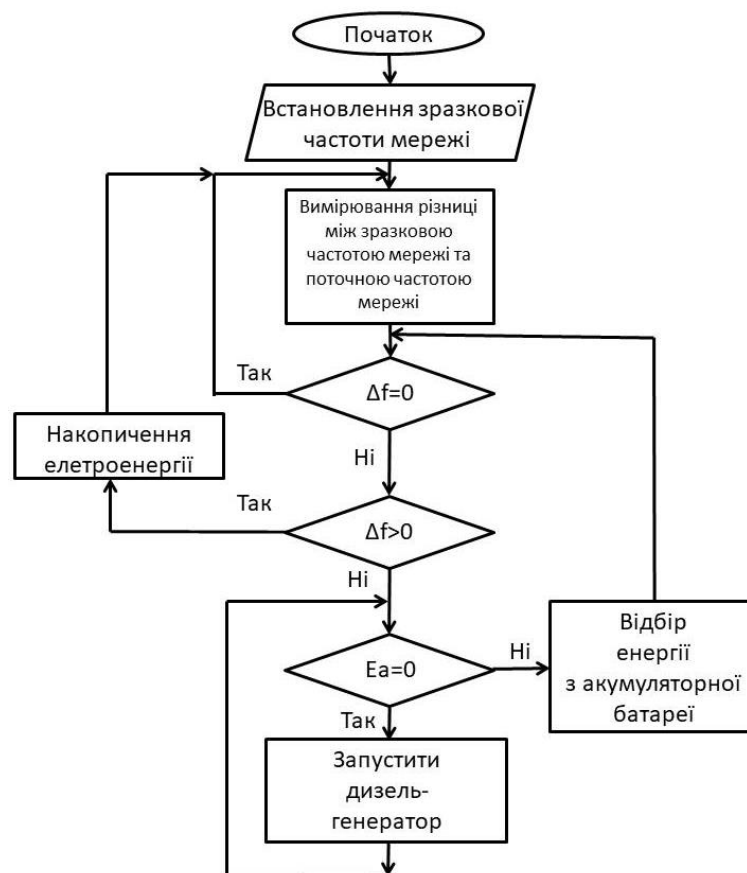 Початок
Встановлення зразкової
частоти мережі
Вимірювання різниці
між зразковою
частотою мережі та
поточною частотою
мережі
Так
Δf=0
Накопичення
елетроенергії
Ні
Так
Δf>0
Ні
Відбір
енергії
з акумуляторної
батареї
Ea=0
Ні
Так
Запустити
дизель-
генератор